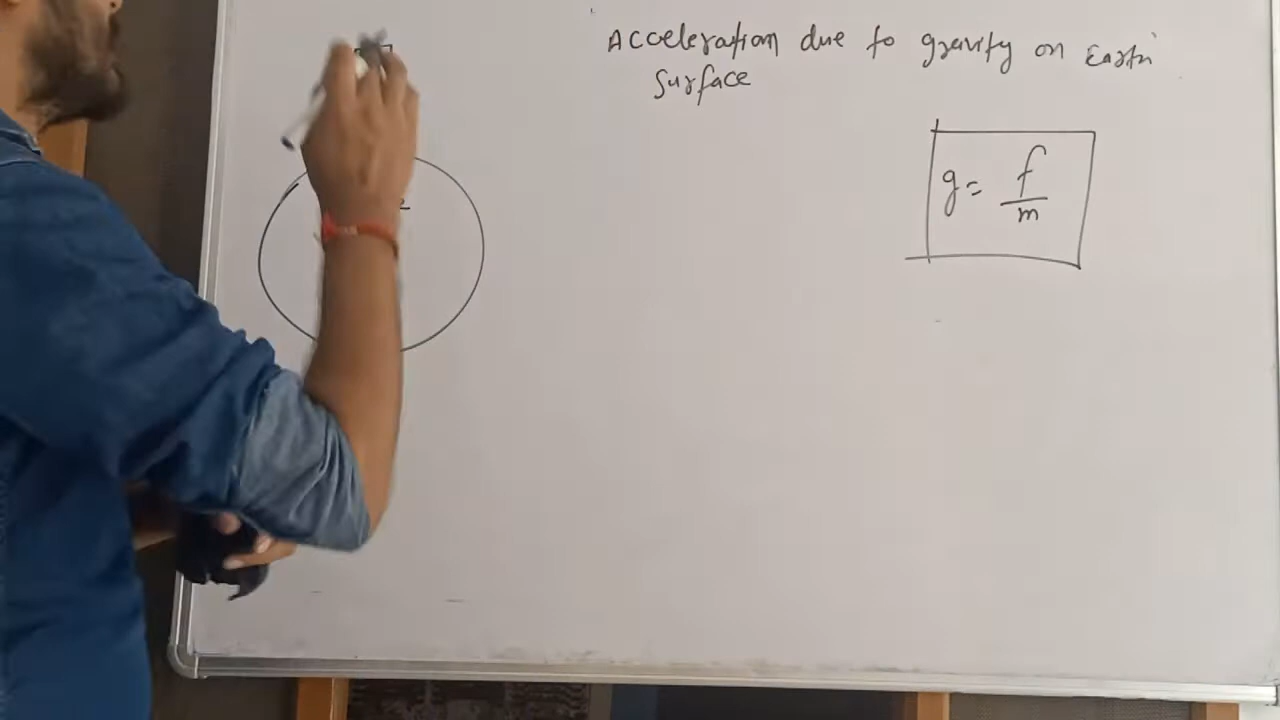 Acceleration due to gravity on Earth'
surface
g = f/m